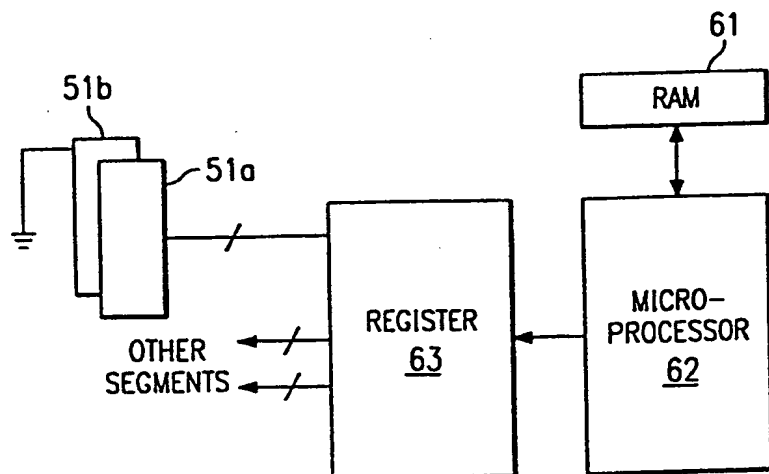 61
RAM
51b
51a
REGISTER
63
MICRO-
PROCESSOR
62
OTHER
SEGMENTS